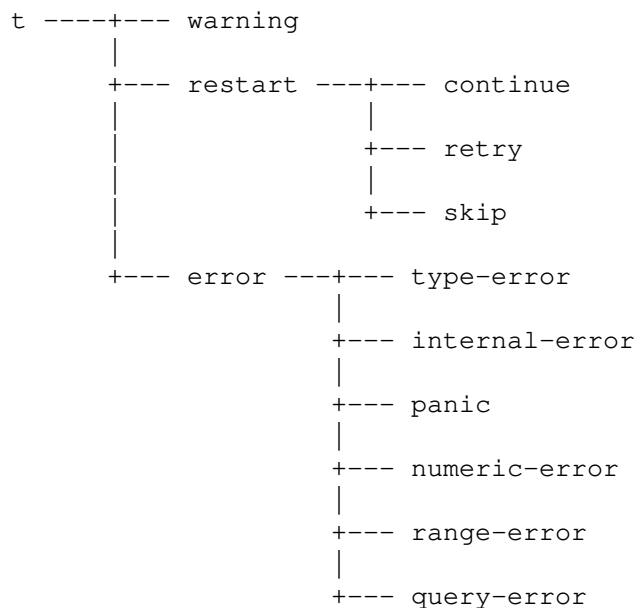 t ----+--- warning
      |
      +--- restart ---+--- continue
      |               |
      |               +--- retry
      |               |
      |               +--- skip
      |
      +--- error ---+--- type-error
                    |
                    +--- internal-error
                    |
                    +--- panic
                    |
                    +--- numeric-error
                    |
                    +--- range-error
                    |
                    +--- query-error